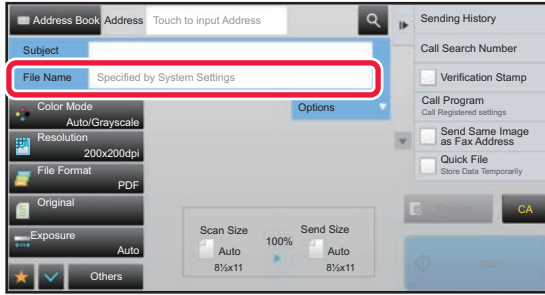 Address Book Address Touch to input Address
Subject
File Name Specified by System Settings
Color Mode
Auto/Grayscale
Options
Resolution
200x200dpi
File Format
PDF
Original
Exposure
Auto
Others
Scan Size
Auto
8½x11
100%
Send Size
Auto
8½x11
Sending History
Call Search Number
Verification Stamp
Call Program
Call Registered settings
Send Same Image
as Fax Address
Quick File
Store Data Temporarily
Preview
CA
Start